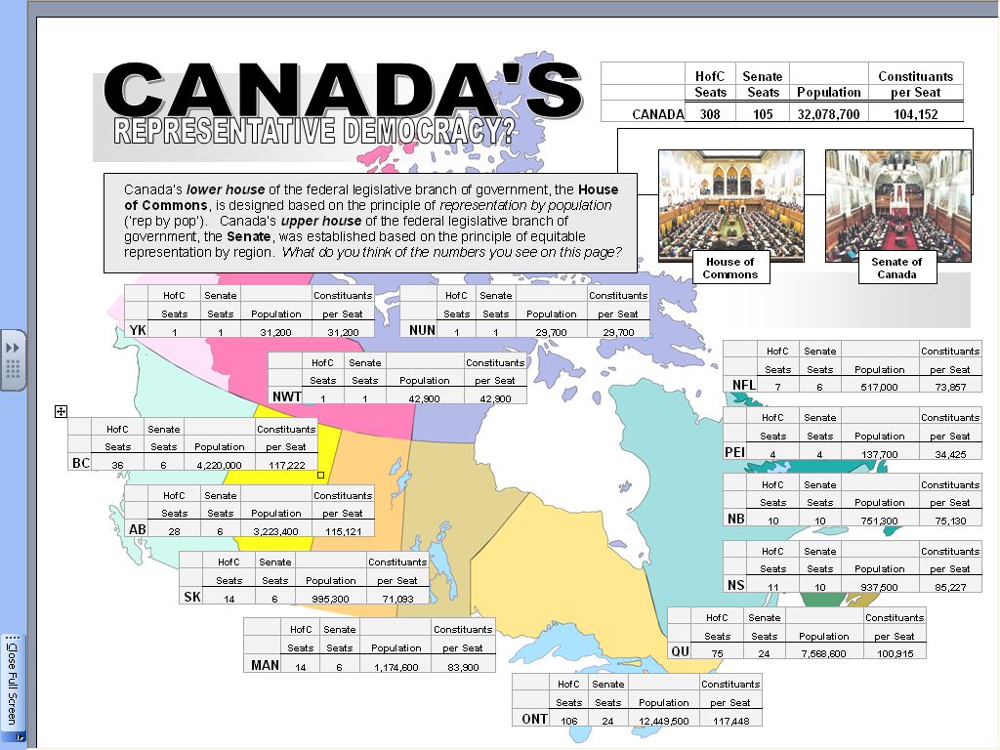 CANADA'S
REPRESENTATIVE DEMOCRACY?
HofC Senate Constituants
Seats Seats Population per Seat
CANADA 308 105 32,078,700 104,152
Canada's lower house of the federal legislative branch of government, the House
of Commons, is designed based on the principle of representation by population
('rep by pop'). Canada's upper house of the federal legislative branch of
government, the Senate, was established based on the principle of equitable
representation by region. What do you think of the numbers you see on this page?
House of
Commons
Senate of
Canada
HofC Senate Constituants
Seats Seats Population per Seat
YK 1 1 31,200 31,200
HofC Senate Constituants
Seats Seats Population per Seat
NUN 1 1 29,700 29,700
HofC Senate Constituants
Seats Seats Population per Seat
NWT 1 1 42,900 42,900
HofC Senate Constituants
Seats Seats Population per Seat
NFL 7 6 517,000 73,857
HofC Senate Constituants
Seats Seats Population per Seat
PEI 4 4 137,700 34,425
HofC Senate Constituants
Seats Seats Population per Seat
BC 36 6 4,220,000 117,222
HofC Senate Constituants
Seats Seats Population per Seat
NB 10 10 751,300 75,130
HofC Senate Constituants
Seats Seats Population per Seat
AB 28 6 3,223,400 115,121
HofC Senate Constituants
Seats Seats Population per Seat
NS 11 10 937,500 85,227
HofC Senate Constituants
Seats Seats Population per Seat
SK 14 6 995,300 71,093
HofC Senate Constituants
Seats Seats Population per Seat
QU 75 24 7,568,600 100,915
HofC Senate Constituants
Seats Seats Population per Seat
MAN 14 6 1,174,600 83,900
HofC Senate Constituants
Seats Seats Population per Seat
ONT 106 24 12,449,500 117,448
Close Full Screen